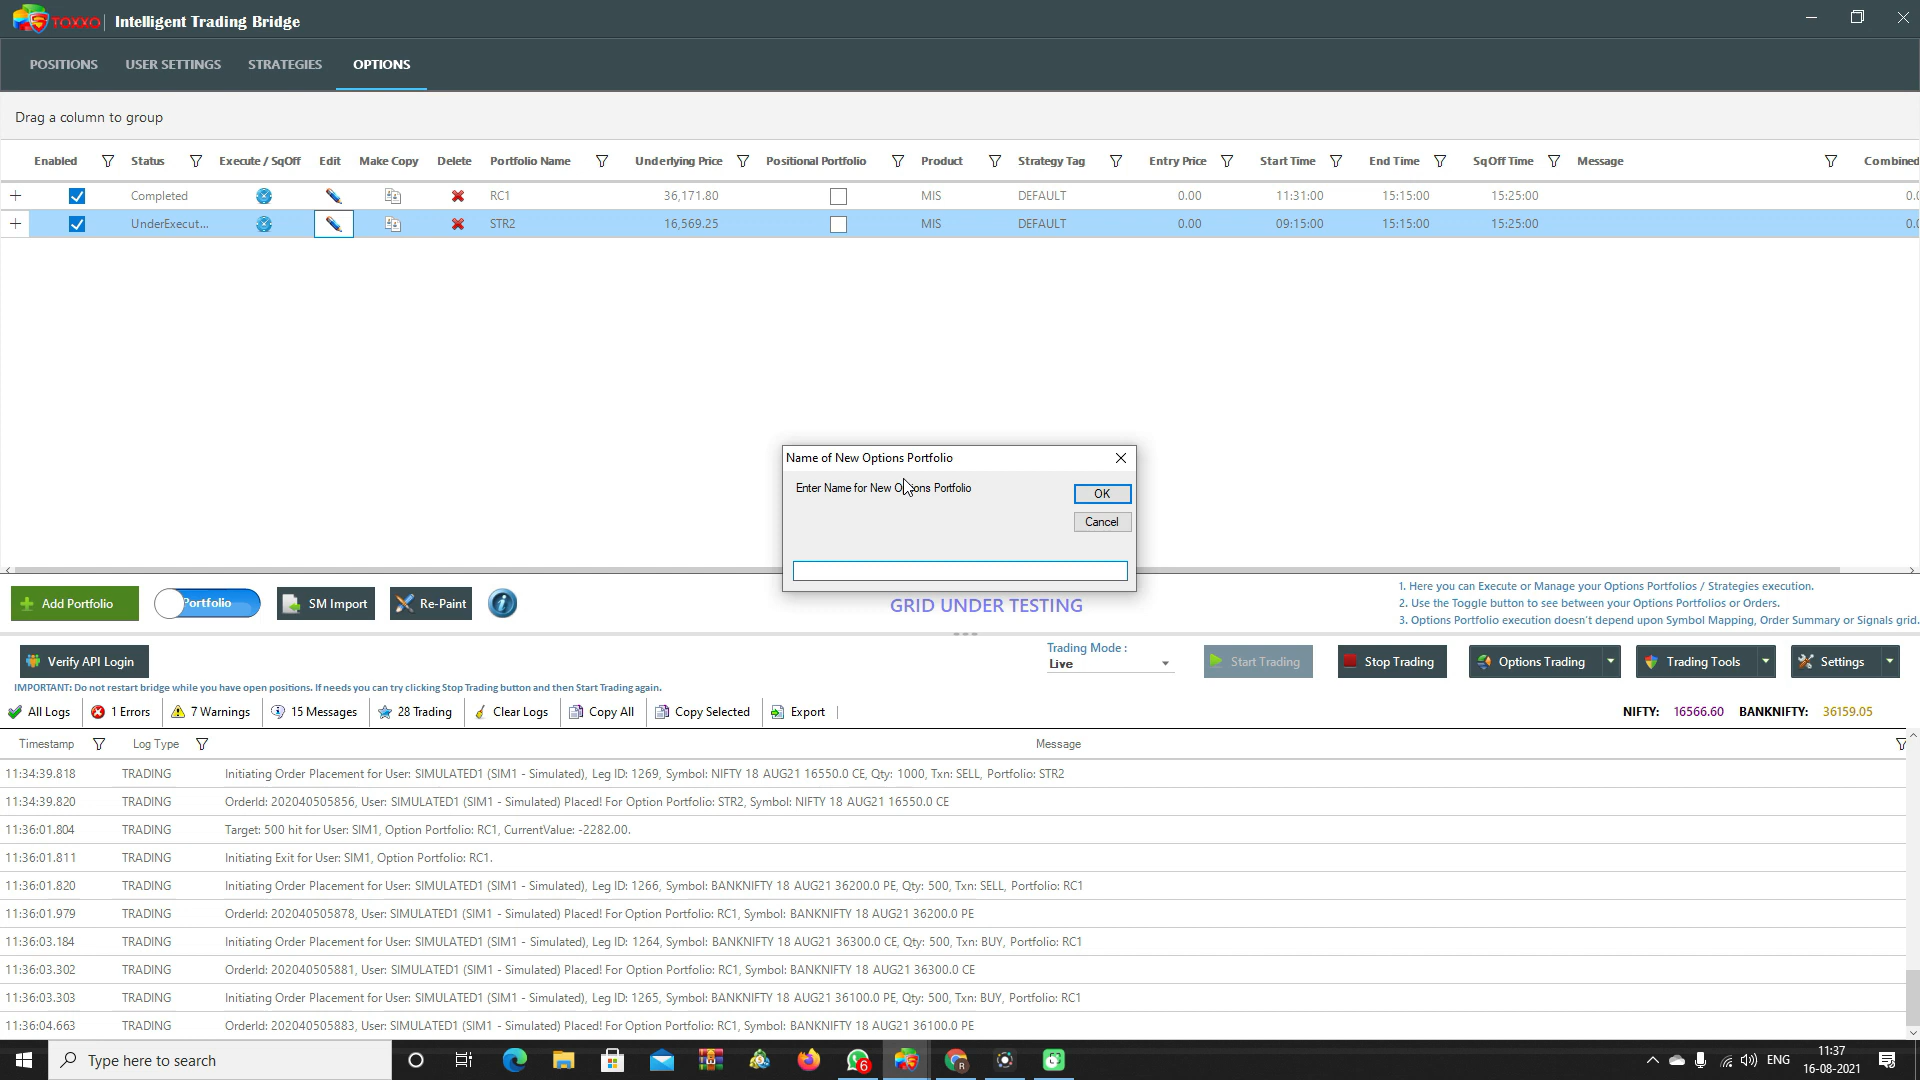 TOXXO Intelligent Trading Bridge
POSITIONS USER SETTINGS STRATEGIES OPTIONS
Drag a column to group
Enabled Status Execute / SqOff Edit Make Copy Delete Portfolio Name Underlying Price Positional Portfolio Product Strategy Tag Entry Price Start Time End Time SqOff Time Message Combined
Completed RC1 36,171.80 MIS DEFAULT 0.00 11:31:00 15:15:00 15:25:00 0.0
UnderExecut... STR2 16,569.25 MIS DEFAULT 0.00 09:15:00 15:15:00 15:25:00 0.0
Name of New Options Portfolio
Enter Name for New Options Portfolio
OK
Cancel
Add Portfolio Portfolio SM Import Re-Paint GRID UNDER TESTING
1. Here you can Execute or Manage your Options Portfolios / Strategies execution.
2. Use the Toggle button to see between your Options Portfolios or Orders.
3. Options Portfolio execution doesn't depend upon Symbol Mapping, Order Summary or Signals grid.
Verify API Login
Trading Mode :
Live
Start Trading Stop Trading Options Trading Trading Tools Settings
IMPORTANT: Do not restart bridge while you have open positions. If needs you can try clicking Stop Trading button and then Start Trading again.
All Logs 1 Errors 7 Warnings 15 Messages 28 Trading Clear Logs Copy All Copy Selected Export NIFTY: 16566.60 BANKNIFTY: 36159.05
Timestamp Log Type Message
11:34:39.818 TRADING Initiating Order Placement for User: SIMULATED1 (SIM1 - Simulated), Leg ID: 1269, Symbol: NIFTY 18 AUG21 16550.0 CE, Qty: 1000, Txn: SELL, Portfolio: STR2
11:34:39.820 TRADING OrderId: 202040505856, User: SIMULATED1 (SIM1 - Simulated) Placed! For Option Portfolio: STR2, Symbol: NIFTY 18 AUG21 16550.0 CE
11:36:01.804 TRADING Target: 500 hit for User: SIM1, Option Portfolio: RC1, CurrentValue: -2282.00.
11:36:01.811 TRADING Initiating Exit for User: SIM1, Option Portfolio: RC1.
11:36:01.820 TRADING Initiating Order Placement for User: SIMULATED1 (SIM1 - Simulated), Leg ID: 1266, Symbol: BANKNIFTY 18 AUG21 36200.0 PE, Qty: 500, Txn: SELL, Portfolio: RC1
11:36:01.979 TRADING OrderId: 202040505878, User: SIMULATED1 (SIM1 - Simulated) Placed! For Option Portfolio: RC1, Symbol: BANKNIFTY 18 AUG21 36200.0 PE
11:36:03.184 TRADING Initiating Order Placement for User: SIMULATED1 (SIM1 - Simulated), Leg ID: 1264, Symbol: BANKNIFTY 18 AUG21 36300.0 CE, Qty: 500, Txn: BUY, Portfolio: RC1
11:36:03.302 TRADING OrderId: 202040505881, User: SIMULATED1 (SIM1 - Simulated) Placed! For Option Portfolio: RC1, Symbol: BANKNIFTY 18 AUG21 36300.0 CE
11:36:03.303 TRADING Initiating Order Placement for User: SIMULATED1 (SIM1 - Simulated), Leg ID: 1265, Symbol: BANKNIFTY 18 AUG21 36100.0 PE, Qty: 500, Txn: BUY, Portfolio: RC1
11:36:04.663 TRADING OrderId: 202040505883, User: SIMULATED1 (SIM1 - Simulated) Placed! For Option Portfolio: RC1, Symbol: BANKNIFTY 18 AUG21 36100.0 PE
Type here to search 6 ENG 11:37
16-08-2021